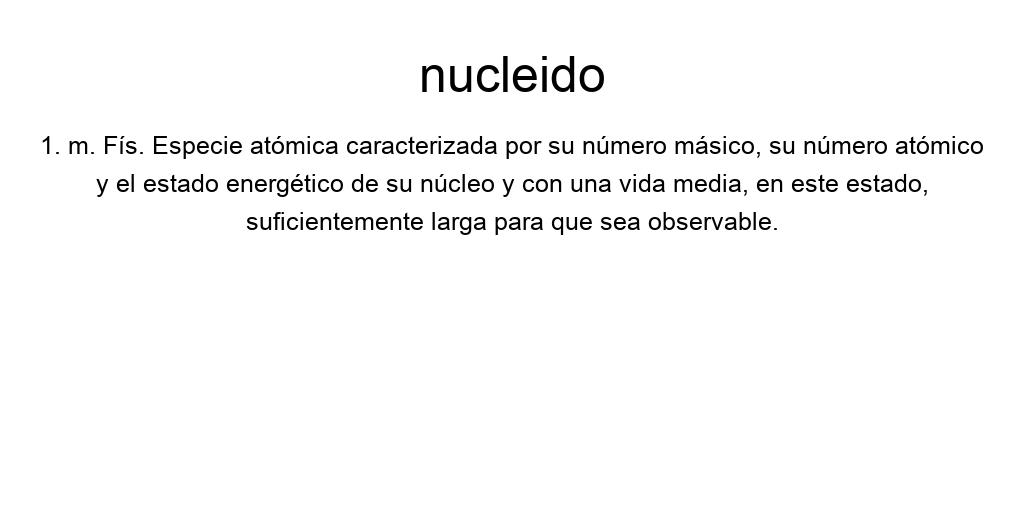 nucleido
1. m. Fís. Especie atómica caracterizada por su número másico, su número atómico
y el estado energético de su núcleo y con una vida media, en este estado,
suficientemente larga para que sea observable.